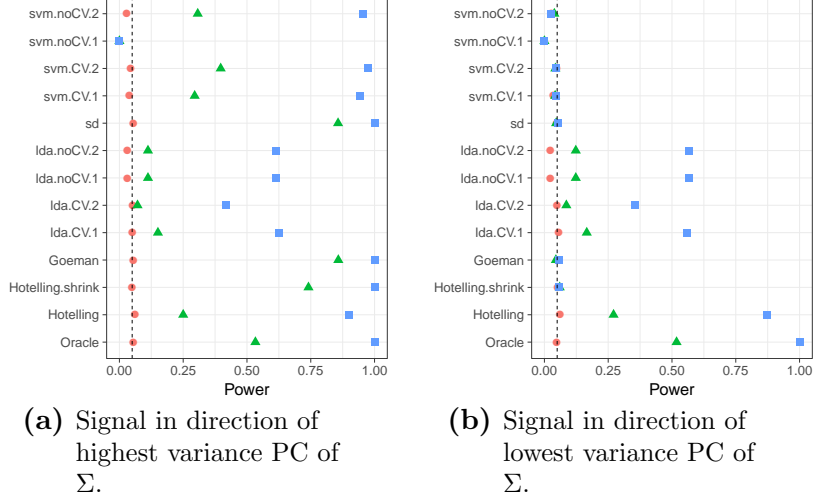 svm.noCV.2
svm.noCV.1
svm.CV.2
svm.CV.1
sd
lda.noCV.2
lda.noCV.1
lda.CV.2
lda.CV.1
Goeman
Hotelling.shrink
Hotelling
Oracle
0.00 0.25 0.50 0.75 1.00
Power
(a) Signal in direction of
highest variance PC of
Σ.
svm.noCV.2
svm.noCV.1
svm.CV.2
svm.CV.1
sd
lda.noCV.2
lda.noCV.1
lda.CV.2
lda.CV.1
Goeman
Hotelling.shrink
Hotelling
Oracle
0.00 0.25 0.50 0.75 1.00
Power
(b) Signal in direction of
lowest variance PC of
Σ.